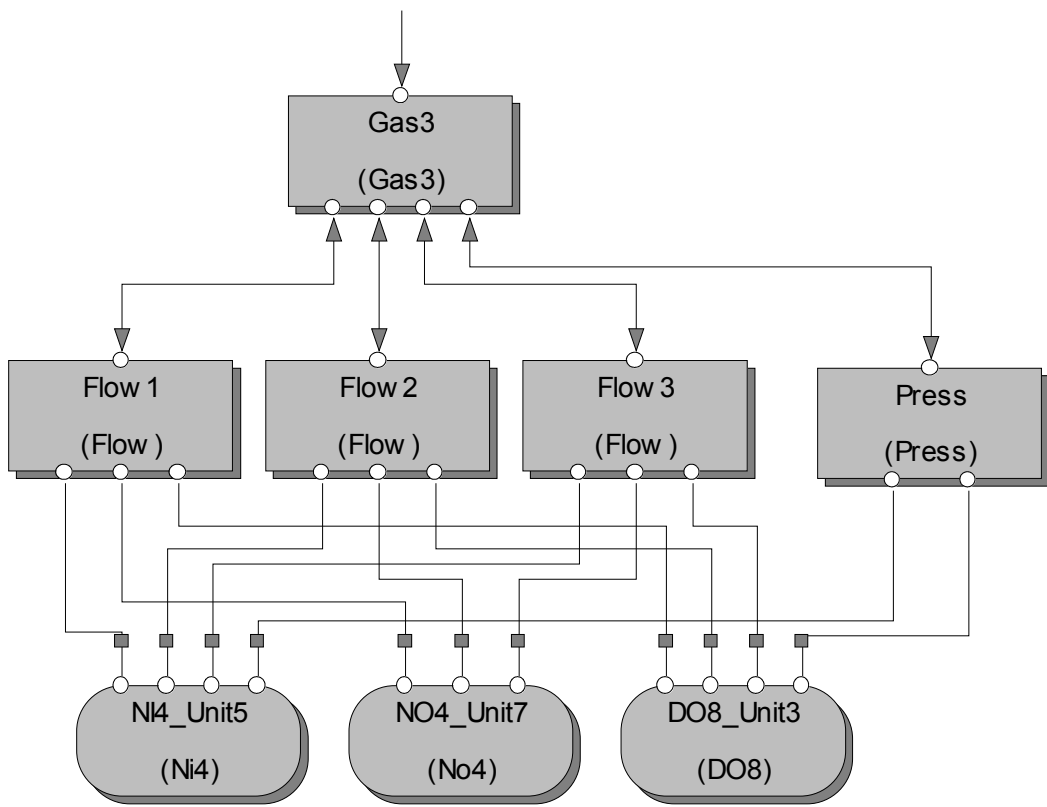 Gas3
(Gas3)
Flow 1
(Flow )
Flow 2
(Flow )
Flow 3
(Flow )
Press
(Press)
NI4_Unit5
(Ni4)
NO4_Unit7
(No4)
DO8_Unit3
(DO8)